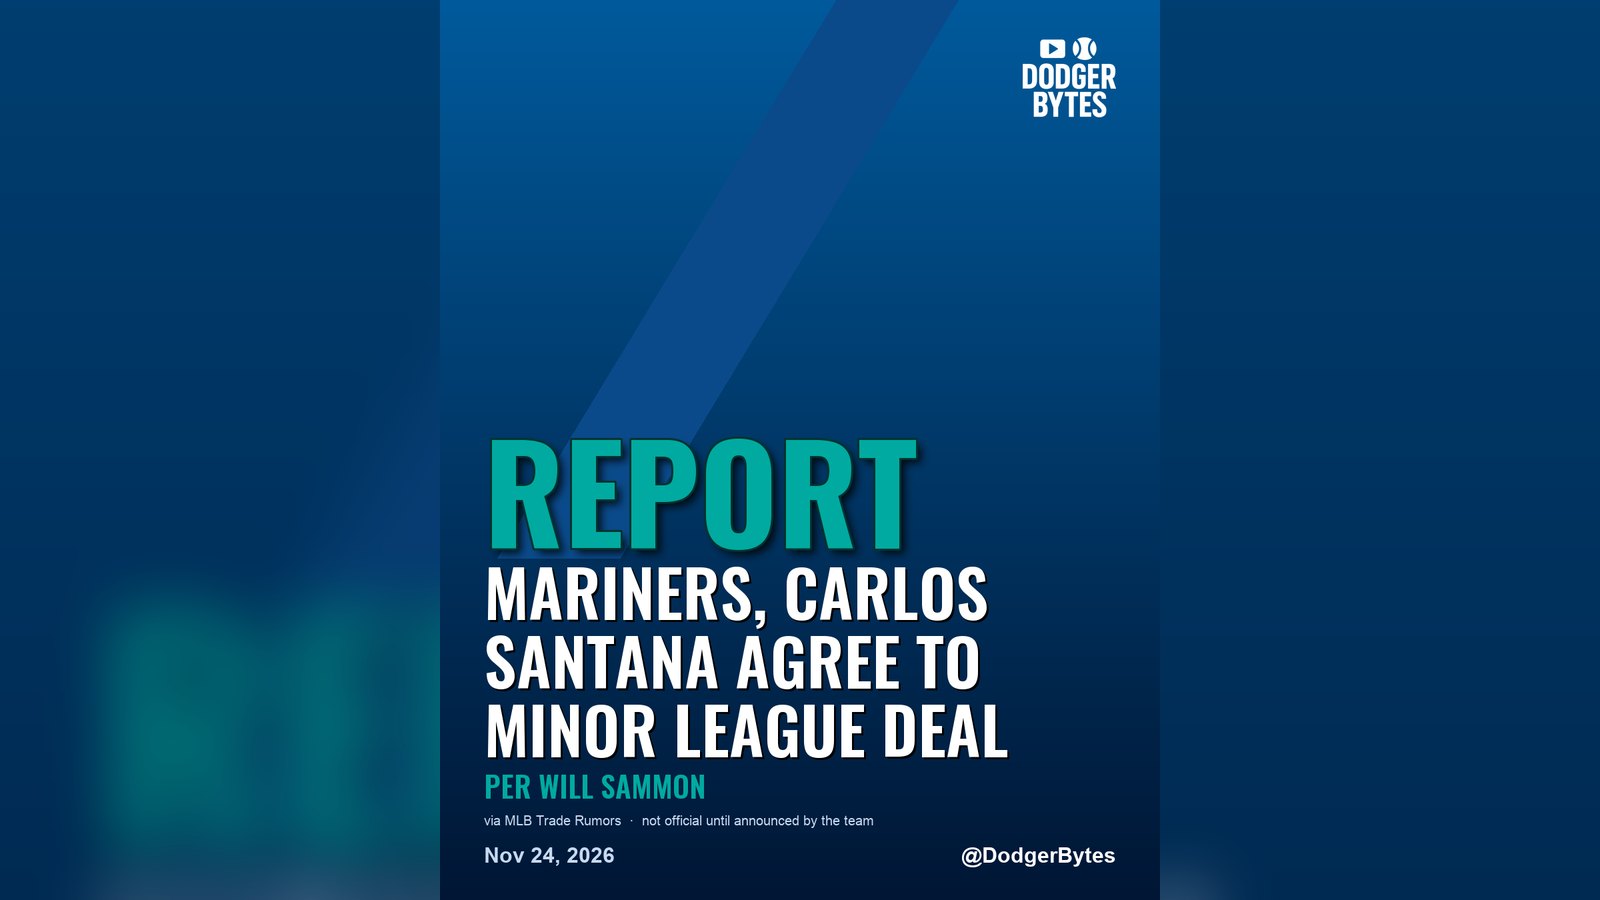 DODGER
BYTES
REPORT
MARINERS, CARLOS
SANTANA AGREE TO
MINOR LEAGUE DEAL
PER WILL SAMMON
via MLB Trade Rumors · not official until announced by the team
Nov 24, 2026
@DodgerBytes